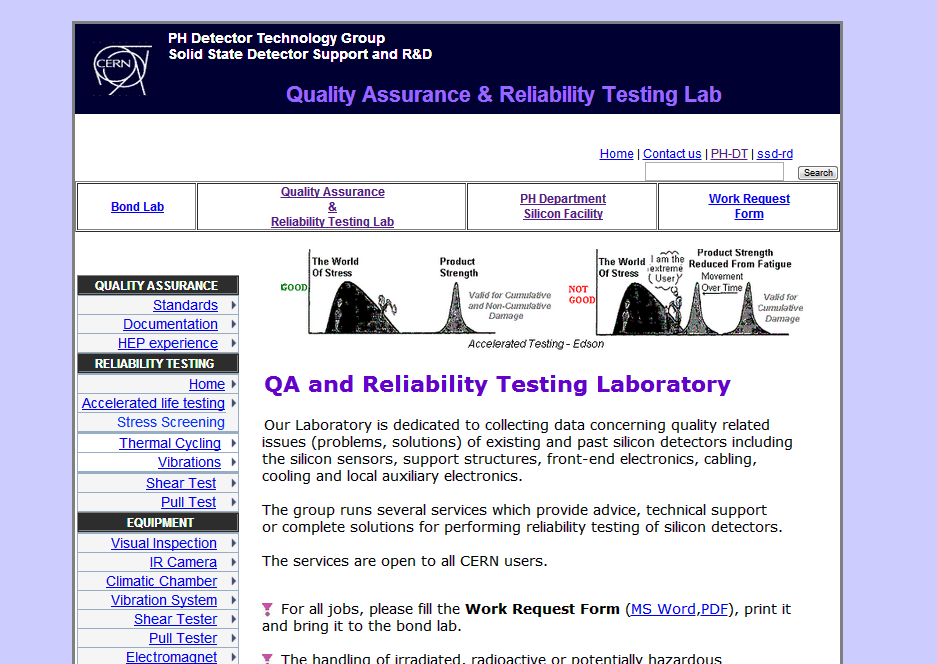 CERN
PH Detector Technology Group
Solid State Detector Support and R&D
Quality Assurance & Reliability Testing Lab
Home | Contact us | PH-DT | ssd-rd
Search
Bond Lab
Quality Assurance
&
Reliability Testing Lab
PH Department
Silicon Facility
Work Request
Form
QUALITY ASSURANCE
Standards
Documentation
HEP experience
RELIABILITY TESTING
Home
Accelerated life testing
Stress Screening
Thermal Cycling
Vibrations
Shear Test
Pull Test
EQUIPMENT
Visual Inspection
IR Camera
Climatic Chamber
Vibration System
Shear Tester
Pull Tester
Electromagnet
GOOD
The World
Of Stress
Product
Strength
Valid for Cumulative
and Non-Cumulative
Damage
NOT
GOOD
The World
Of Stress
I am the
extreme
User
Product Strength
Reduced From Fatigue
Movement
Over Time
Valid for
Cumulative
Damage
Accelerated Testing - Edson
QA and Reliability Testing Laboratory
Our Laboratory is dedicated to collecting data concerning quality related
issues (problems, solutions) of existing and past silicon detectors including
the silicon sensors, support structures, front-end electronics, cabling,
cooling and local auxiliary electronics.
The group runs several services which provide advice, technical support
or complete solutions for performing reliability testing of silicon detectors.
The services are open to all CERN users.
For all jobs, please fill the Work Request Form (MS Word,PDF), print it
and bring it to the bond lab.
The handling of irradiated, radioactive or potentially hazardous